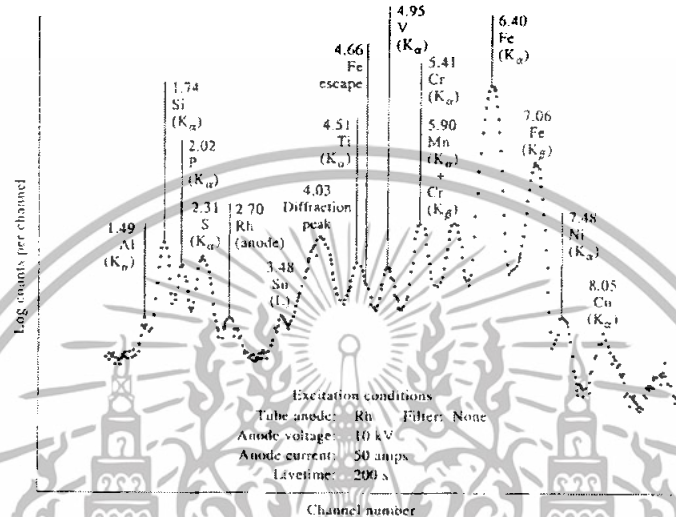 1.49
Al
(Kα)
1.74
Si
(Kα)
2.02
P
(Kα)
2.31
S
(Kα)
2.70
Rh
(anode)
3.48
Sn
(L)
4.03
Diffraction
peak
4.51
Ti
(Kα)
4.66
Fe
escape
4.95
V
(Kα)
5.41
Cr
(Kα)
5.90
Mn
(Kα)
+
Cr
(Kβ)
6.40
Fe
(Kα)
7.06
Fe
(Kβ)
7.48
Ni
(Kα)
8.05
Cu
(Kα)
Log counts per channel
Excitation conditions
Tube anode: Rh Filter: None
Anode voltage: 10 kV
Anode current: 50 amps
Livetime: 200 s
Channel number